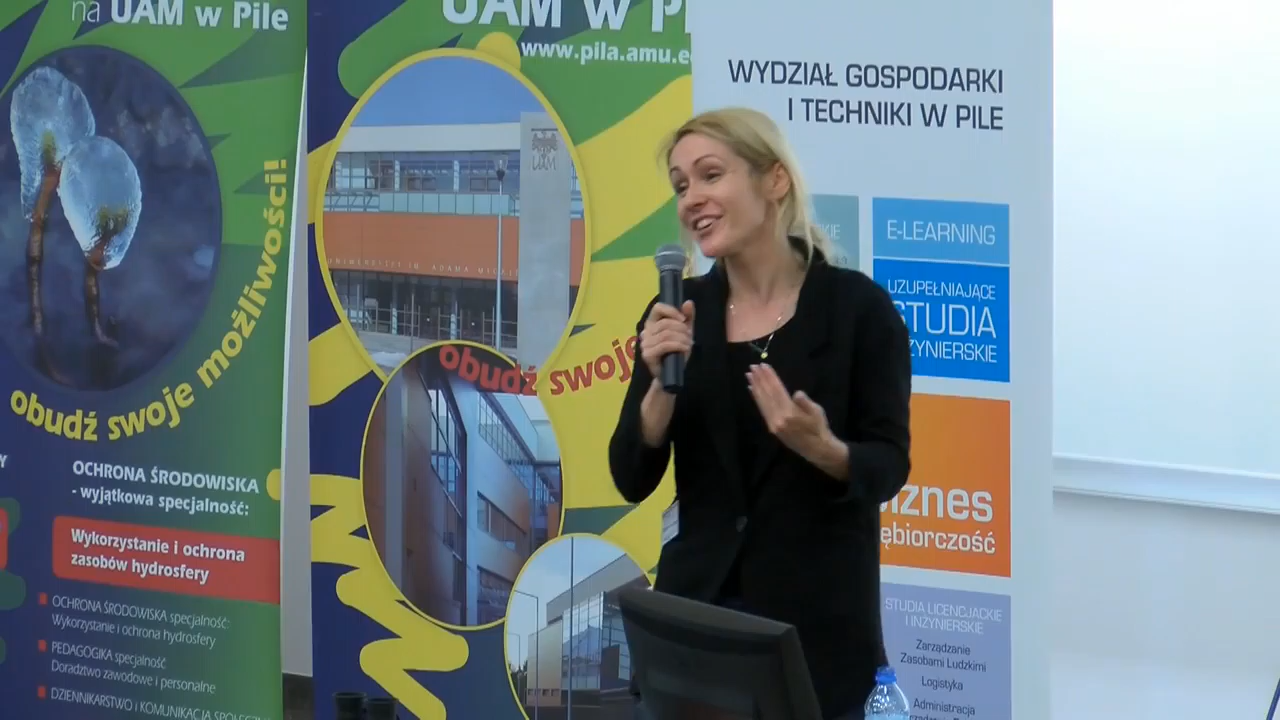 na UAM w Pile
obudź swoje możliwości!
OCHRONA ŚRODOWISKA
- wyjątkowa specjalność:
Wykorzystanie i ochrona
zasobów hydrosfery
OCHRONA ŚRODOWISKA specjalność:
Wykorzystanie i ochrona hydrosfery
PEDAGOGIKA specjalność
Doradztwo zawodowe i personalne
DZIENNIKARSTWO i KOMUNIKACJA
UAM w
www.pila.amu.e
UAM
obudź swoje
WYDZIAŁ GOSPODARKI
I TECHNIKI W PILE
E-LEARNING
UZUPEŁNIAJĄCE
STUDIA
STUDIA LICENCJACKIE
I INŻYNIERSKIE
Zarządzanie
Zasobami Ludzkimi
Logistyka
Administracja